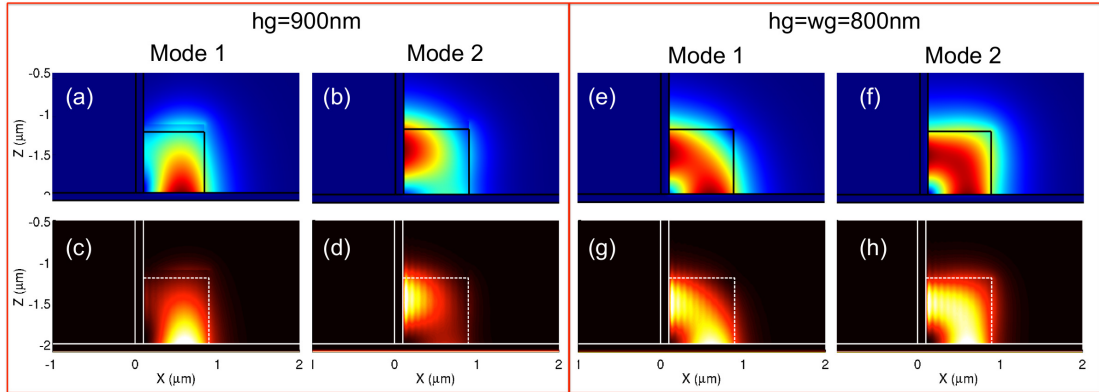 hg=900nm
hg=wg=800nm
Mode 1
Mode 2
Mode 1
Mode 2
-0.5
-1
-1.5
Z (μm)
(a)
(b)
(e)
(f)
-0.5
-1
-1.5
-2
Z (μm)
(c)
(d)
(g)
(h)
-1 0 1 2
0 1 2
0 1 2
0 1 2
X (μm)
X (μm)
X (μm)
X (μm)